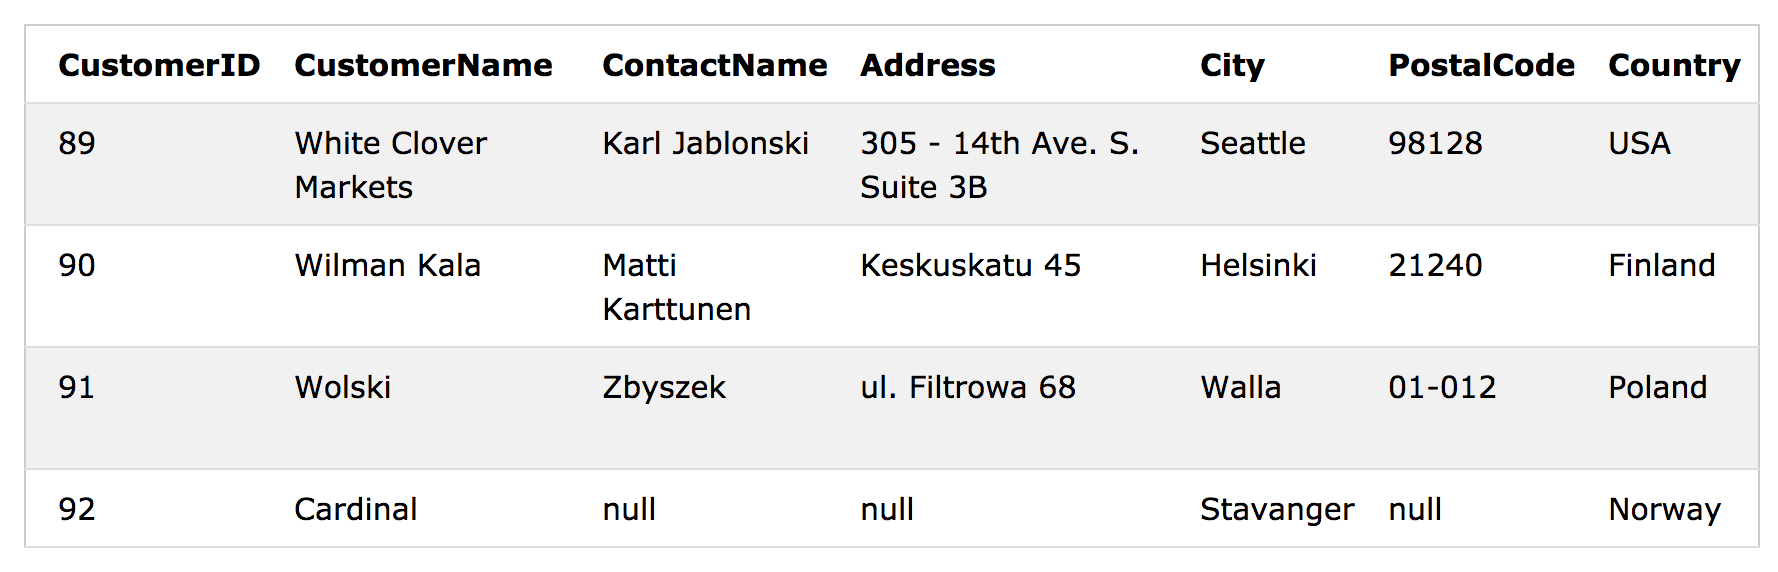 CustomerID CustomerName ContactName Address City PostalCode Country
89 White Clover Karl Jablonski 305 - 14th Ave. S. Seattle 98128 USA
Markets Suite 3B
90 Wilman Kala Matti Keskuskatu 45 Helsinki 21240 Finland
Karttunen
91 Wolski Zbyszek ul. Filtrowa 68 Walla 01-012 Poland
92 Cardinal null null Stavanger null Norway